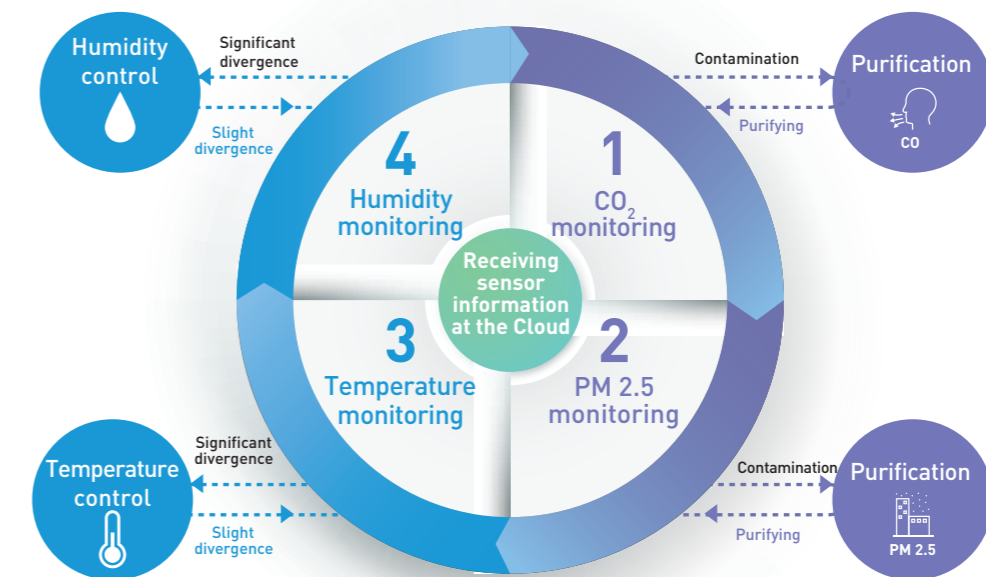 Humidity
control
Significant
divergence
Slight
divergence
Contamination
Purifying
Purification
CO
4
Humidity
monitoring
1
CO₂
monitoring
Receiving
sensor
information
at the Cloud
3
Temperature
monitoring
2
PM 2.5
monitoring
Temperature
control
Significant
divergence
Slight
divergence
Contamination
Purifying
Purification
PM 2.5